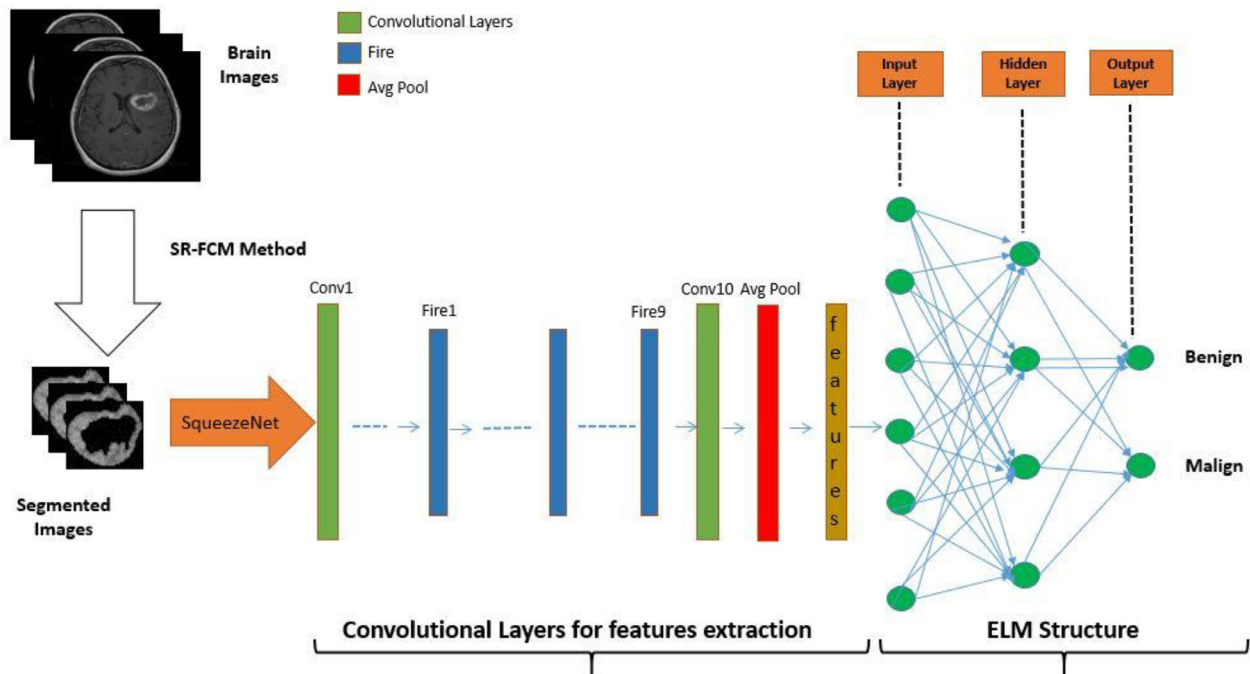 Brain
Images
Convolutional Layers
Fire
Avg Pool
Input
Layer
Hidden
Layer
Output
Layer
SR-FCM Method
Segmented
Images
SqueezeNet
Conv1
Fire1
Fire9
Conv10
Avg Pool
features
Benign
Malign
Convolutional Layers for features extraction
ELM Structure